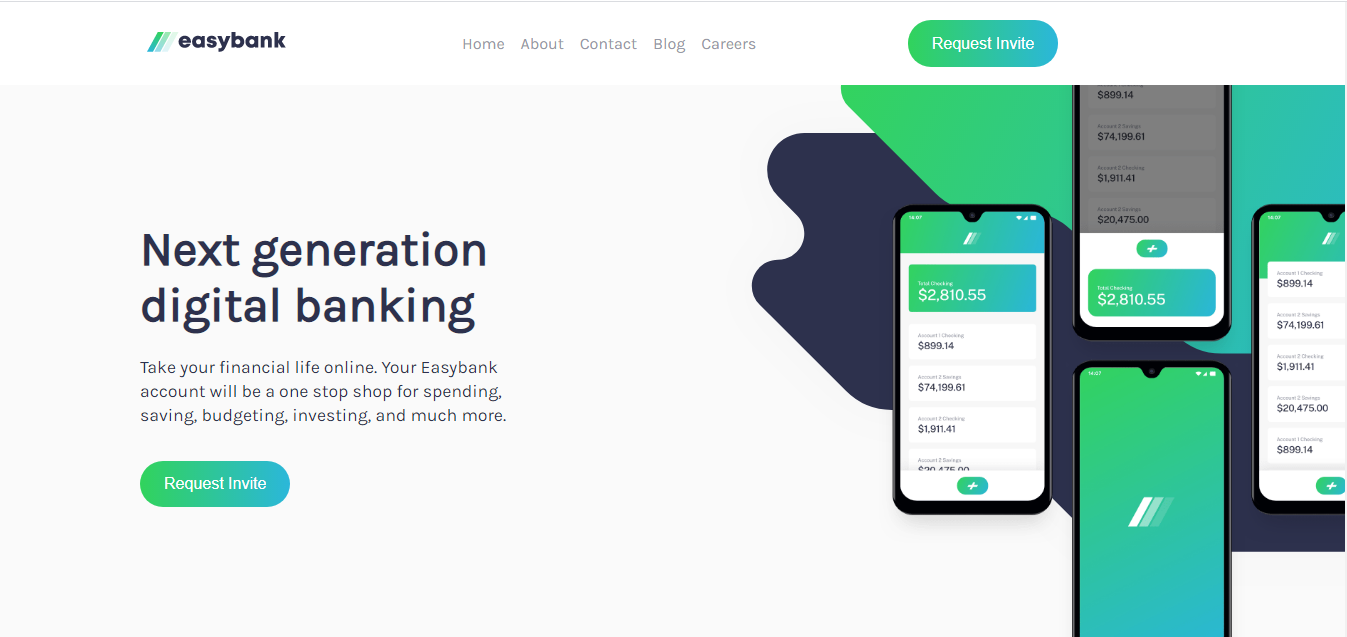 easybank
Home About Contact Blog Careers
Request Invite
Next generation
digital banking
Take your financial life online. Your Easybank
account will be a one stop shop for spending,
saving, budgeting, investing, and much more.
Request Invite
14:07
Total Checking
$2,810.55
Account 1 Checking
$899.14
Account 2 Savings
$74,199.61
Account 2 Checking
$1,911.41
Account 2 Savings
$20,475.00
$899.14
Account 2 Savings
$74,199.61
Account 2 Checking
$1,911.41
Account 2 Savings
$20,475.00
Total Checking
$2,810.55
14:07
14:07
Account 1 Checking
$899.14
Account 2 Savings
$74,199.61
Account 2 Checking
$1,911.41
Account 2 Savings
$20,475.00
Account 1 Checking
$899.14